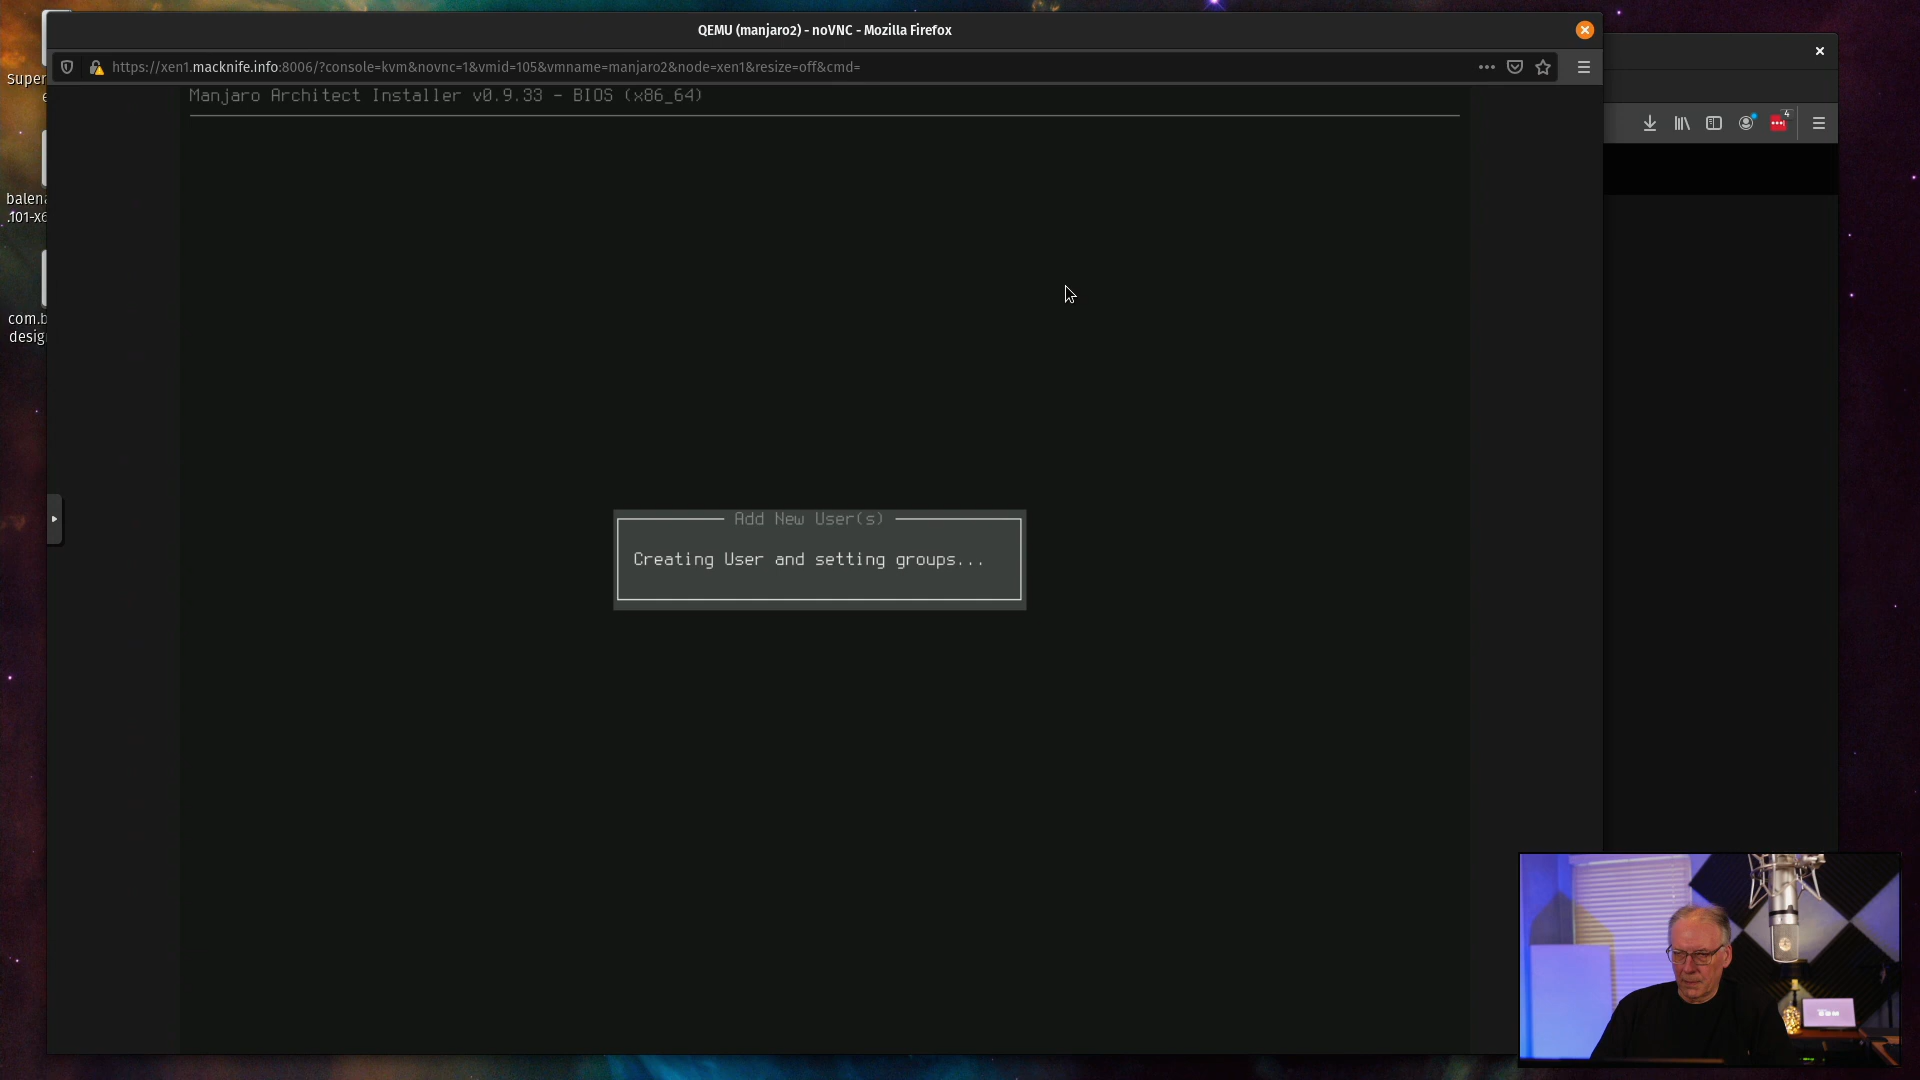 QEMU (manjaro2) - noVNC - Mozilla Firefox
https://xen1.macknife.info:8006/?console=kvm&novnc=1&vmid=105&vmname=manjaro2&node=xen1&resize=off&cmd=
4
Manjaro Architect Installer v0.9.33 - BIOS (x86_64)
Super
e
balena
.101-x6
com.b
desig
Add New User(s)
Creating User and setting groups...